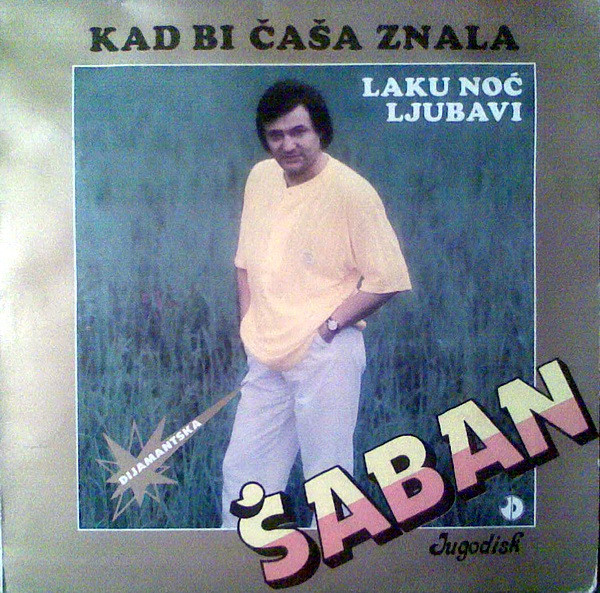 KAD BI ČAŠA ZNALA
LAKU NOĆ
LJUBAVI
DIJAMANTSKA
ŠABAN
Jugodisk